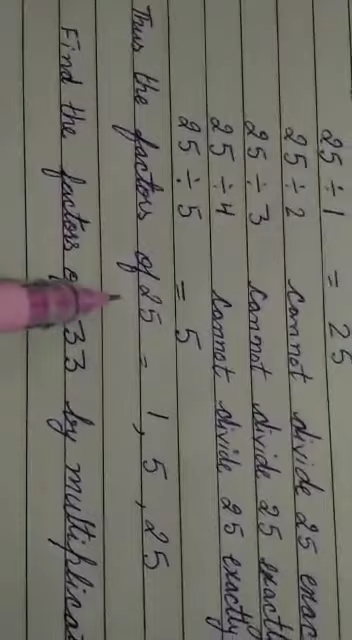 25 ÷ 1 = 25
25 ÷ 2 cannot divide 25
25 ÷ 3 cannot divide 25 exact
25 ÷ 4 cannot divide 25 exactly
25 ÷ 5 = 5
Thus the factors of 25 = 1, 5, 25
Find the factors 33 by multiplica